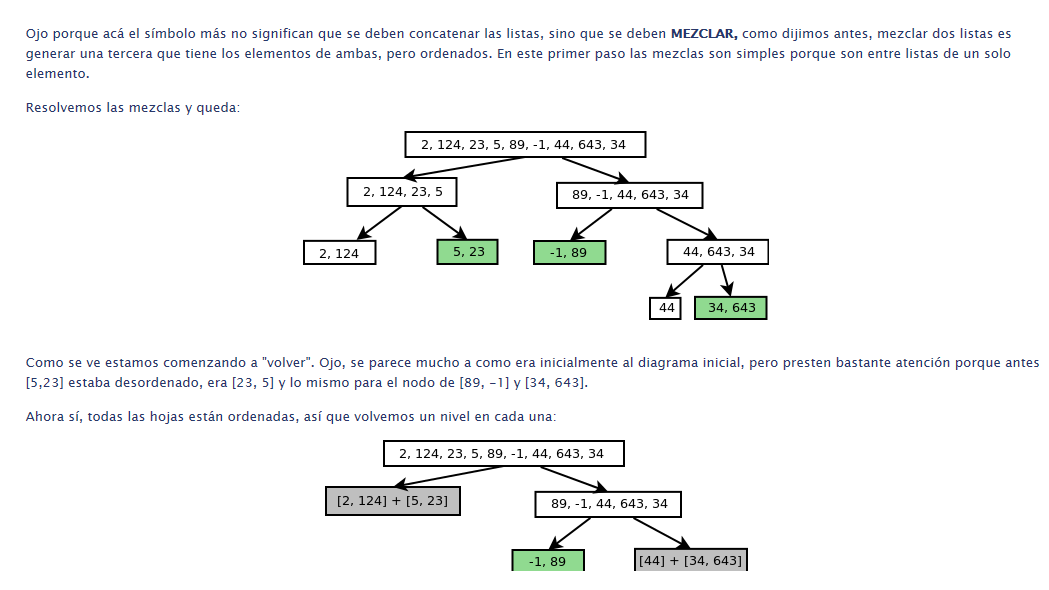 Ojo porque acá el símbolo más no significan que se deben concatenar las listas, sino que se deben MEZCLAR, como dijimos antes, mezclar dos listas es
generar una tercera que tiene los elementos de ambas, pero ordenados. En este primer paso las mezclas son simples porque son entre listas de un solo
elemento.
Resolvemos las mezclas y queda:
2, 124, 23, 5, 89, -1, 44, 643, 34
2, 124, 23, 5
89, -1, 44, 643, 34
2, 124
5, 23
-1, 89
44, 643, 34
44
34, 643
Como se ve estamos comenzando a "volver". Ojo, se parece mucho a como era inicialmente al diagrama inicial, pero presten bastante atención porque antes
[5,23] estaba desordenado, era [23, 5] y lo mismo para el nodo de [89, -1] y [34, 643].
Ahora sí, todas las hojas están ordenadas, así que volvemos un nivel en cada una:
2, 124, 23, 5, 89, -1, 44, 643, 34
[2, 124] + [5, 23]
89, -1, 44, 643, 34
-1, 89
[44] + [34, 643]